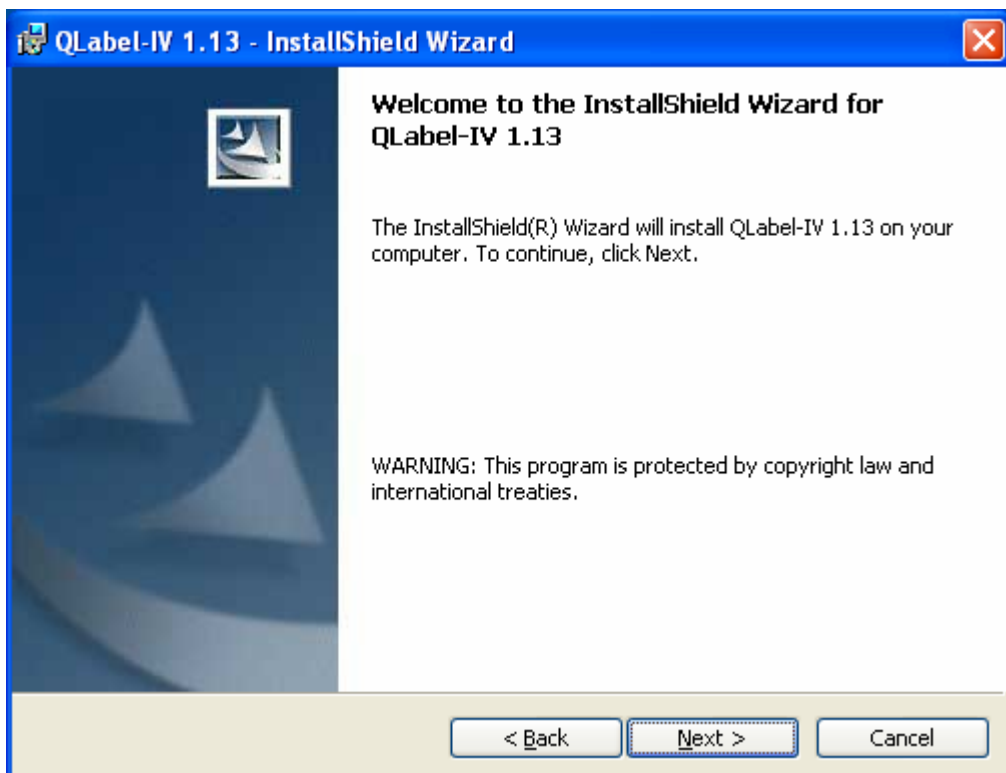 QLabel-IV 1.13 - InstallShield Wizard
Welcome to the InstallShield Wizard for
QLabel-IV 1.13
The InstallShield(R) Wizard will install QLabel-IV 1.13 on your
computer. To continue, click Next.
WARNING: This program is protected by copyright law and
international treaties.
< Back
Next >
Cancel